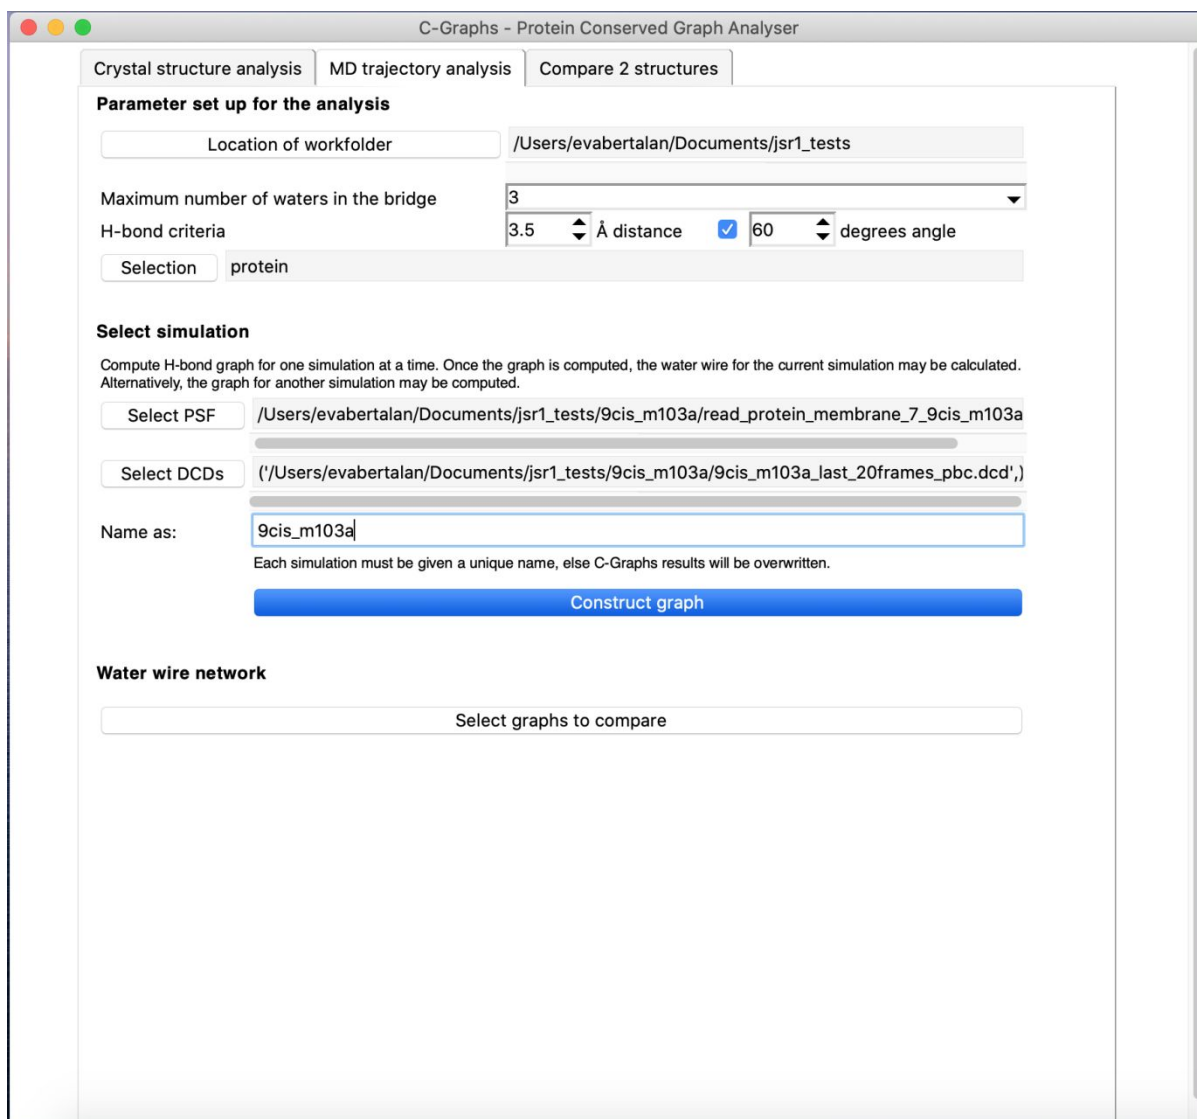 C-Graphs - Protein Conserved Graph Analyser
Crystal structure analysis MD trajectory analysis Compare 2 structures
Parameter set up for the analysis
Location of workfolder /Users/evabertalan/Documents/jsr1_tests
Maximum number of waters in the bridge 3
H-bond criteria 3.5 Å distance 60 degrees angle
Selection protein
Select simulation
Compute H-bond graph for one simulation at a time. Once the graph is computed, the water wire for the current simulation may be calculated.
Alternatively, the graph for another simulation may be computed.
Select PSF /Users/evabertalan/Documents/jsr1_tests/9cis_m103a/read_protein_membrane_7_9cis_m103a
Select DCDs ('/Users/evabertalan/Documents/jsr1_tests/9cis_m103a/9cis_m103a_last_20frames_pbc.dcd',)
Name as: 9cis_m103a
Each simulation must be given a unique name, else C-Graphs results will be overwritten.
Construct graph
Water wire network
Select graphs to compare